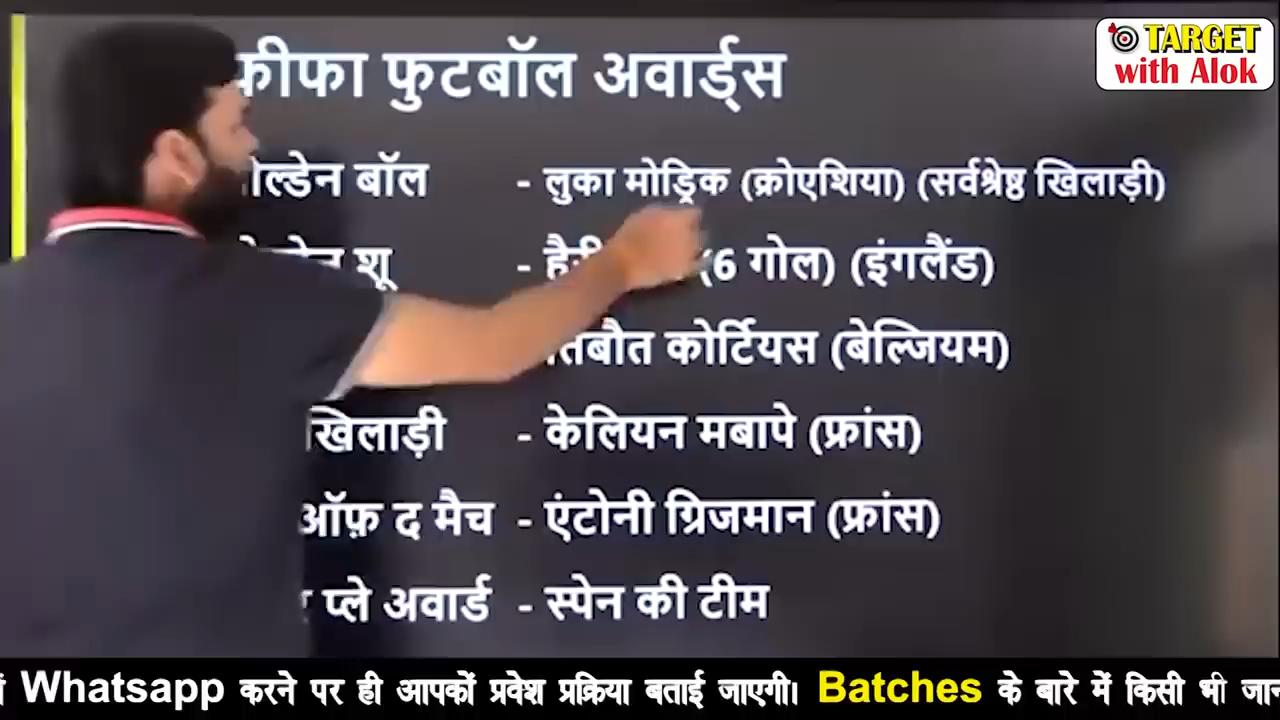 TARGET
with Alok
फीफा फुटबॉल अवार्ड्स
बॉल - लुका मोड्रिक (क्रोएशिया) (सर्वश्रेष्ठ खिलाड़ी)
शू - (6 गोल) (इंगलैंड)
कोर्टियस (बेल्जियम)
खिलाड़ी - केलियन मबापे (फ्रांस)
ऑफ़ द मैच - एंटोनी ग्रिजमान (फ्रांस)
प्ले अवार्ड - स्पेन की टीम
Whatsapp करने पर ही आपकों प्रवेश प्रक्रिया बताई जाएगी। Batches के बारे में किसी भी